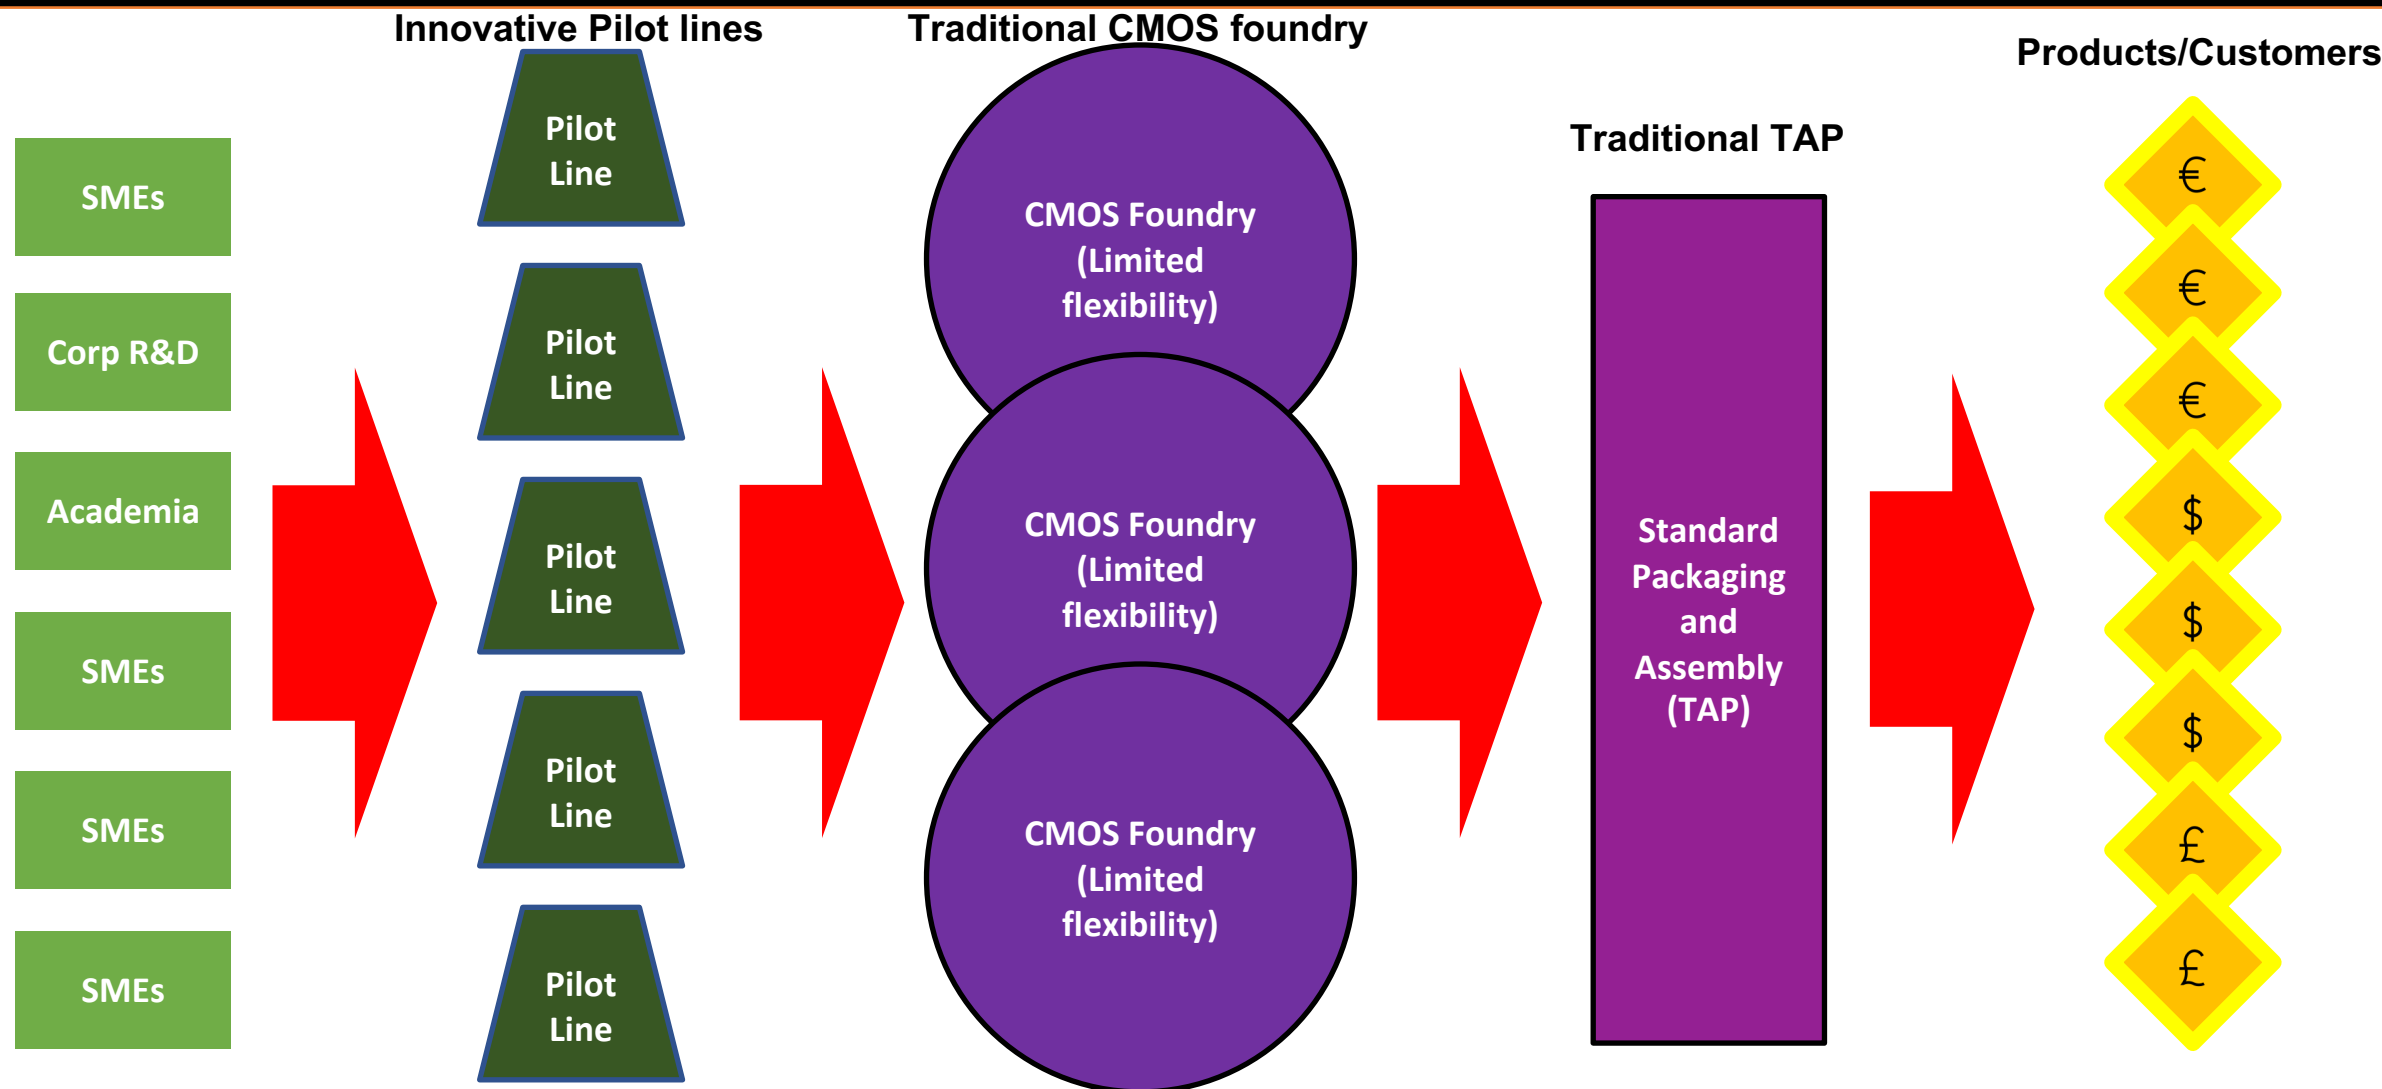 Innovative Pilot lines
Traditional CMOS foundry
Products/Customers
Traditional TAP
SMEs
Corp R&D
Academia
SMEs
SMEs
SMEs
Pilot
Line
Pilot
Line
Pilot
Line
Pilot
Line
Pilot
Line
CMOS Foundry
(Limited
flexibility)
CMOS Foundry
(Limited
flexibility)
CMOS Foundry
(Limited
flexibility)
Standard
Packaging
and
Assembly
(TAP)
€
€
€
$
$
$
£
£